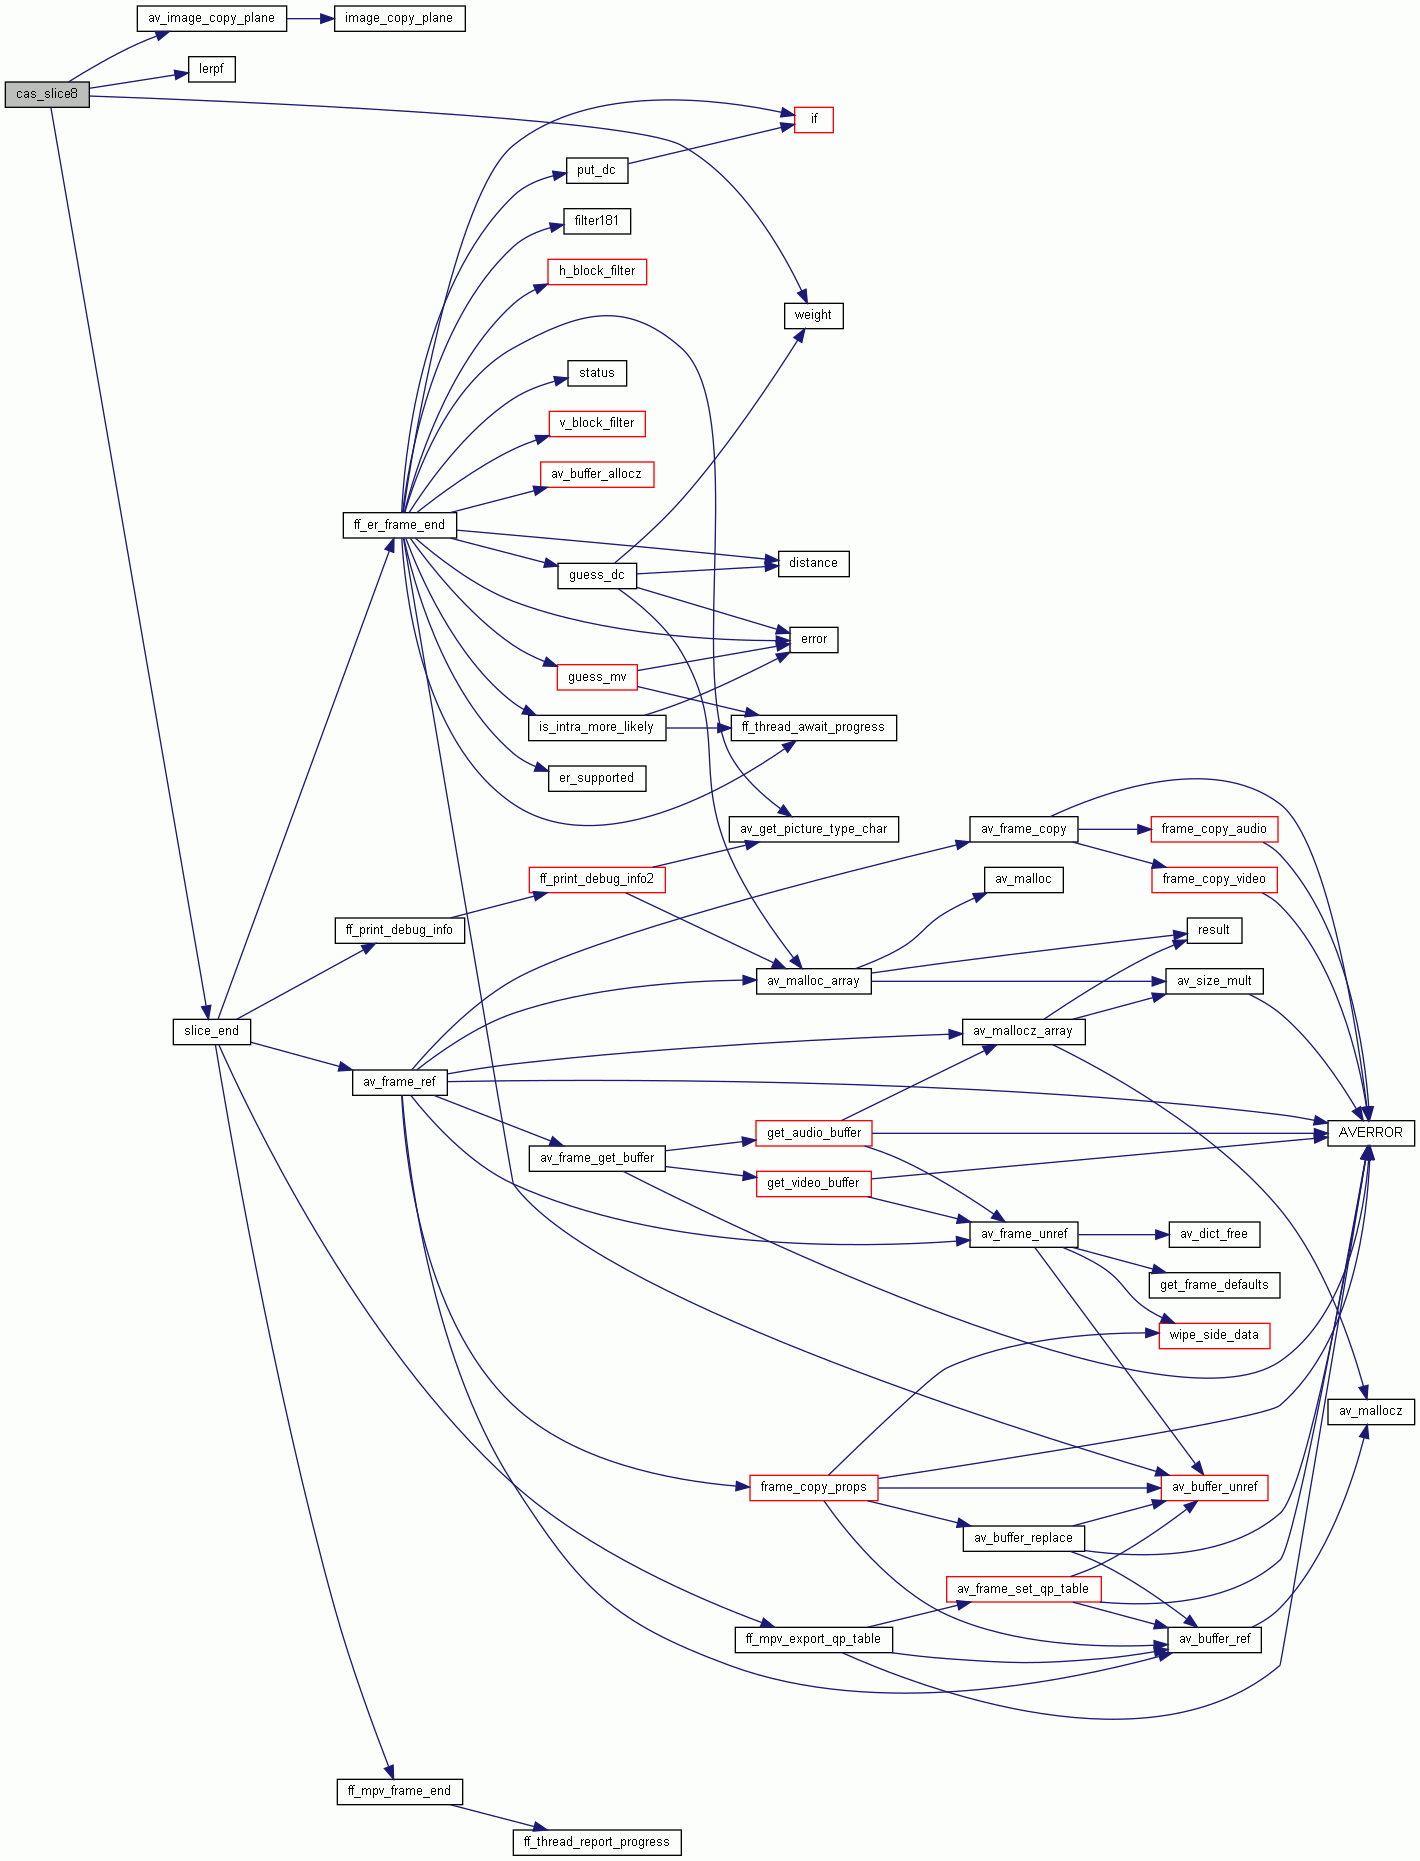 av_image_copy_plane
image_copy_plane
lerpf
cas_slice8
if
put_dc
filter181
h_block_filter
weight
status
v_block_filter
av_buffer_allocz
ff_er_frame_end
distance
guess_dc
error
guess_mv
is_intra_more_likely
ff_thread_await_progress
er_supported
av_get_picture_type_char
av_frame_copy
frame_copy_audio
ff_print_debug_info2
av_malloc
frame_copy_video
ff_print_debug_info
result
av_malloc_array
av_size_mult
slice_end
av_mallocz_array
av_frame_ref
get_audio_buffer
AVERROR
av_frame_get_buffer
get_video_buffer
av_frame_unref
av_dict_free
get_frame_defaults
wipe_side_data
av_mallocz
frame_copy_props
av_buffer_unref
av_buffer_replace
av_frame_set_qp_table
ff_mpv_export_qp_table
av_buffer_ref
ff_mpv_frame_end
ff_thread_report_progress